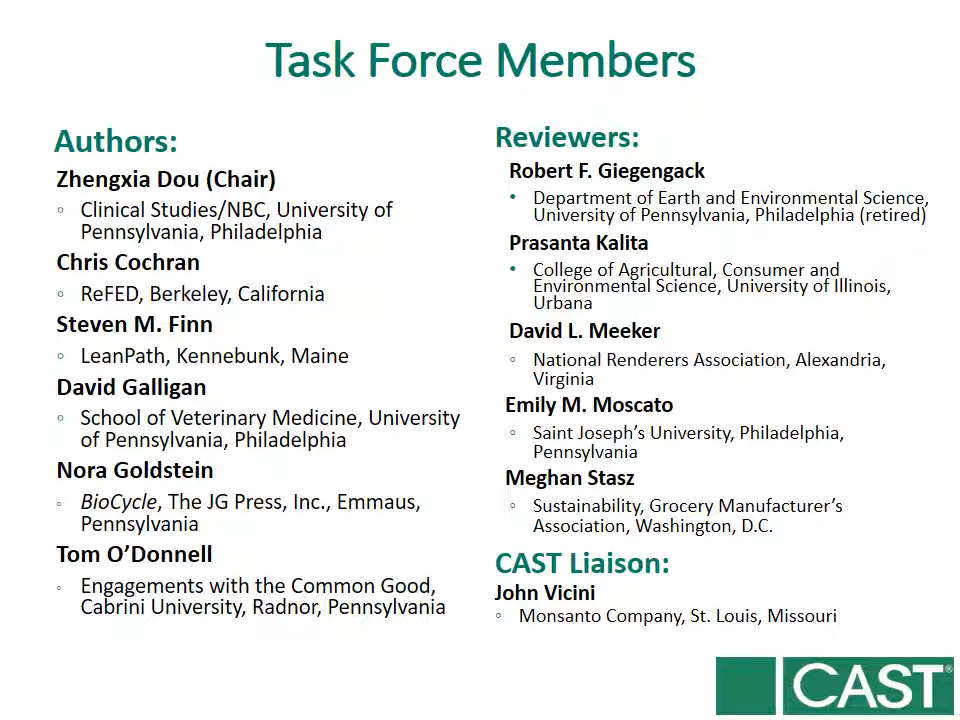 Task Force Members
Authors:
Zhengxia Dou (Chair)
◦ Clinical Studies/NBC, University of
Pennsylvania, Philadelphia
Chris Cochran
◦ ReFED, Berkeley, California
Steven M. Finn
◦ LeanPath, Kennebunk, Maine
David Galligan
◦ School of Veterinary Medicine, University
of Pennsylvania, Philadelphia
Nora Goldstein
◦ BioCycle, The JG Press, Inc., Emmaus,
Pennsylvania
Tom O’Donnell
◦ Engagements with the Common Good,
Cabrini University, Radnor, Pennsylvania
Reviewers:
Robert F. Giegengack
• Department of Earth and Environmental Science,
University of Pennsylvania, Philadelphia (retired)
Prasanta Kalita
• College of Agricultural, Consumer and
Environmental Science, University of Illinois,
Urbana
David L. Meeker
◦ National Renderers Association, Alexandria,
Virginia
Emily M. Moscato
◦ Saint Joseph’s University, Philadelphia,
Pennsylvania
Meghan Stasz
◦ Sustainability, Grocery Manufacturer’s
Association, Washington, D.C.
CAST Liaison:
John Vicini
◦ Monsanto Company, St. Louis, Missouri
CAST®